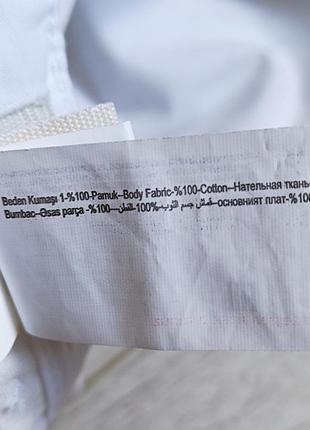 Beden Kumaşı 1-%100-Pamuk--Body Fabric-%100-Cotton--Нательная ткань
Bumbac--Əsas parça -%100--قماش جسم الثوب--100%-القطن--основният плат-%100